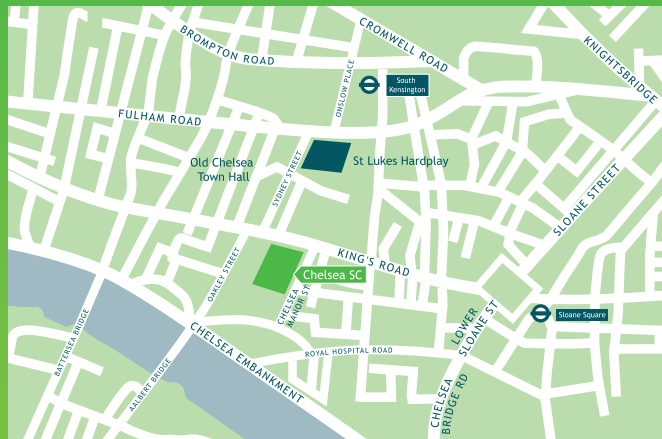 BROMPTON ROAD
CROMWELL ROAD
KNIGHTSBRIDGE
South
Kensington
ONSLOW PLACE
FULHAM ROAD
Old Chelsea
Town Hall
St Lukes Hardplay
SYDNEY STREET
SLOANE STREET
KING'S ROAD
OAKLEY STREET
Chelsea SC
CHELSEA
MANOR ST.
LOWER
SLOANE ST
Sloane Square
BATTERSEA BRIDGE
AALBERT BRIDGE
CHELSEA EMBANKMENT
ROYAL HOSPITAL ROAD
CHELSEA
BRIDGE RD